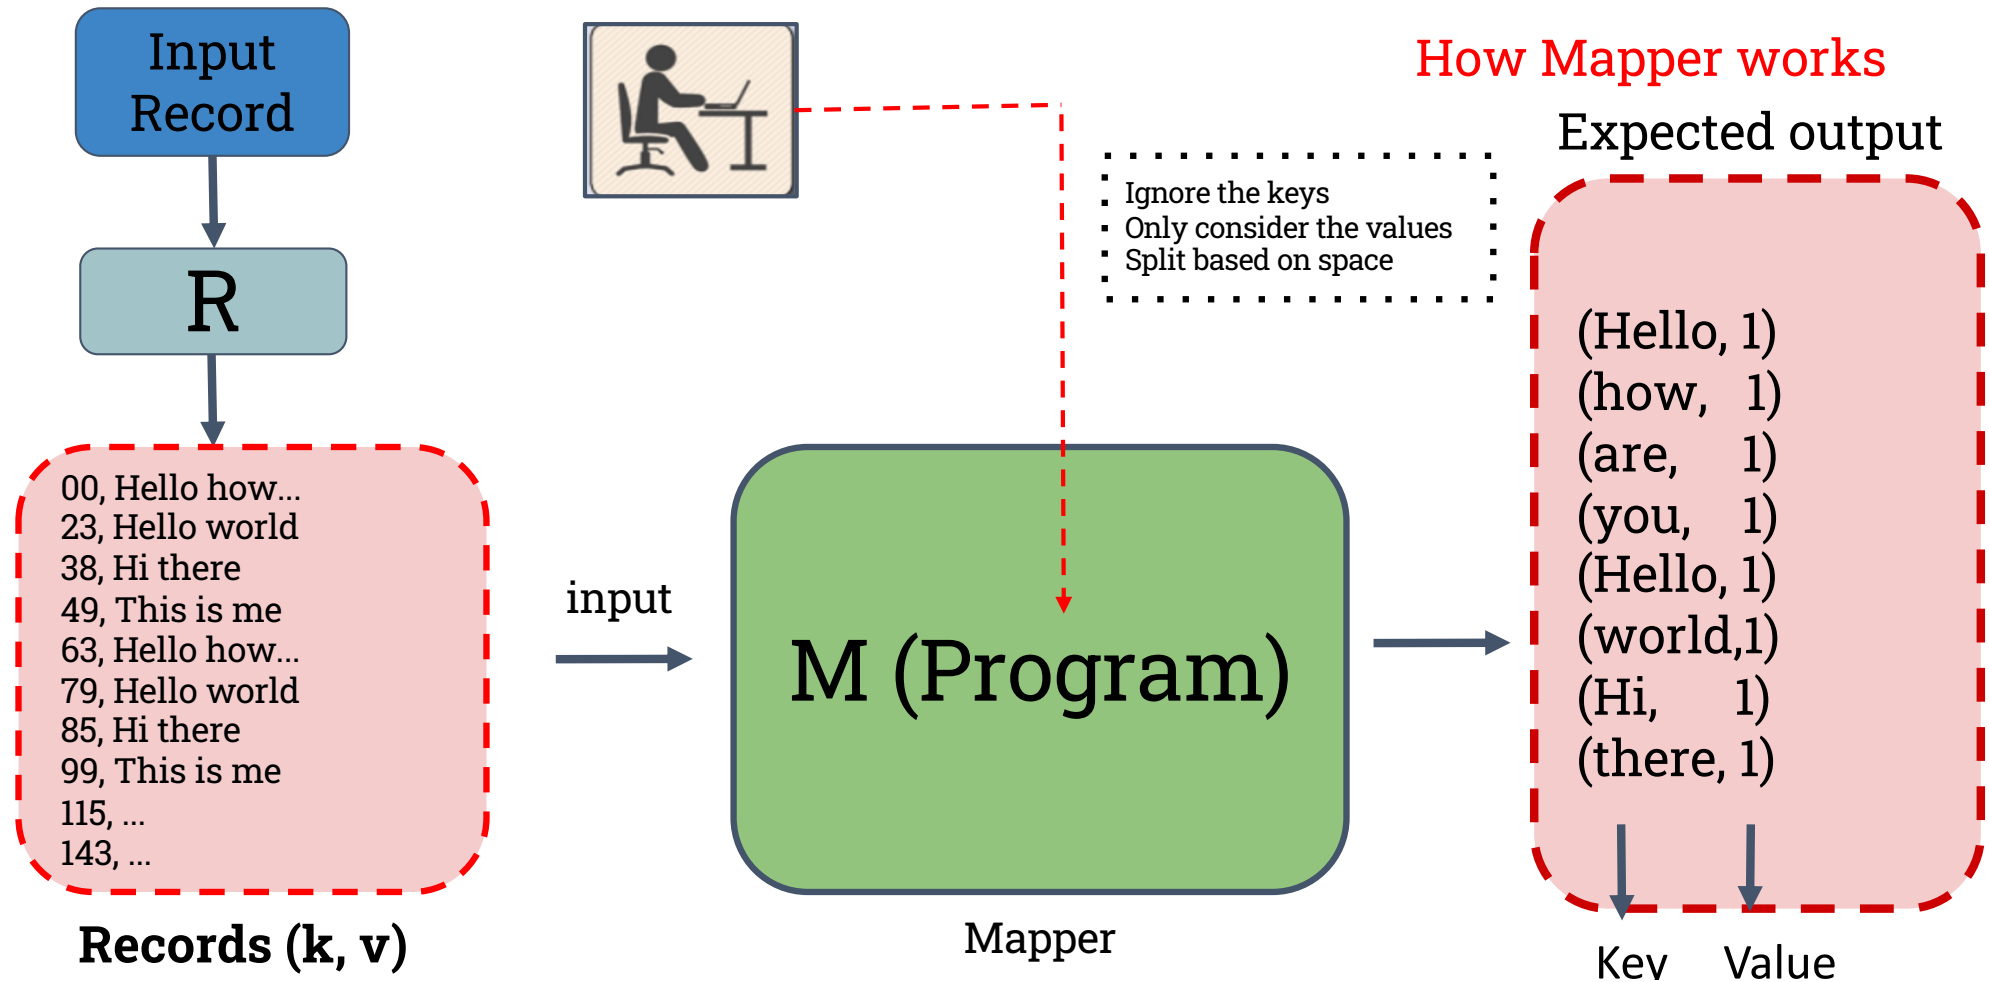 Input
Record
R
00, Hello how...
23, Hello world
38, Hi there
49, This is me
63, Hello how...
79, Hello world
85, Hi there
99, This is me
115, ...
143, ...
Records (k, v)
input
M (Program)
Mapper
Ignore the keys
Only consider the values
Split based on space
How Mapper works
Expected output
(Hello, 1)
(how, 1)
(are, 1)
(you, 1)
(Hello, 1)
(world,1)
(Hi, 1)
(there, 1)
Key Value